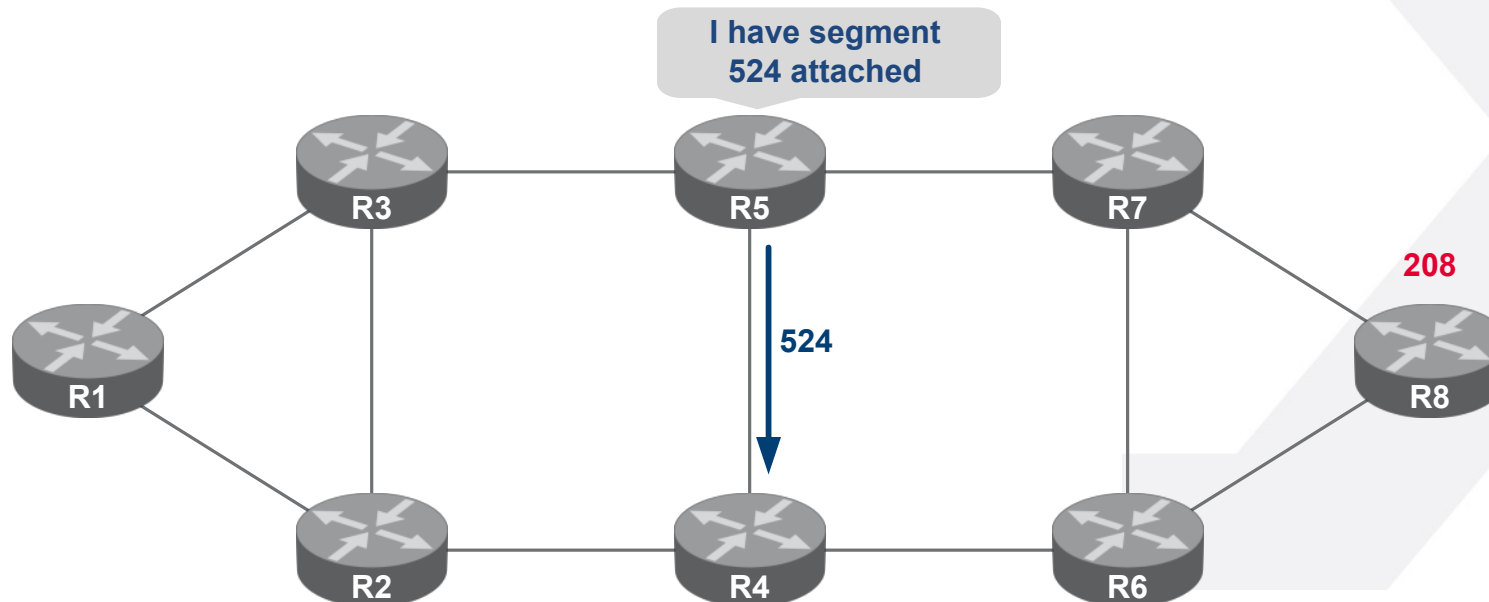 I have segment
524 attached
R3
R5
R7
208
524
R1
R8
R2
R4
R6